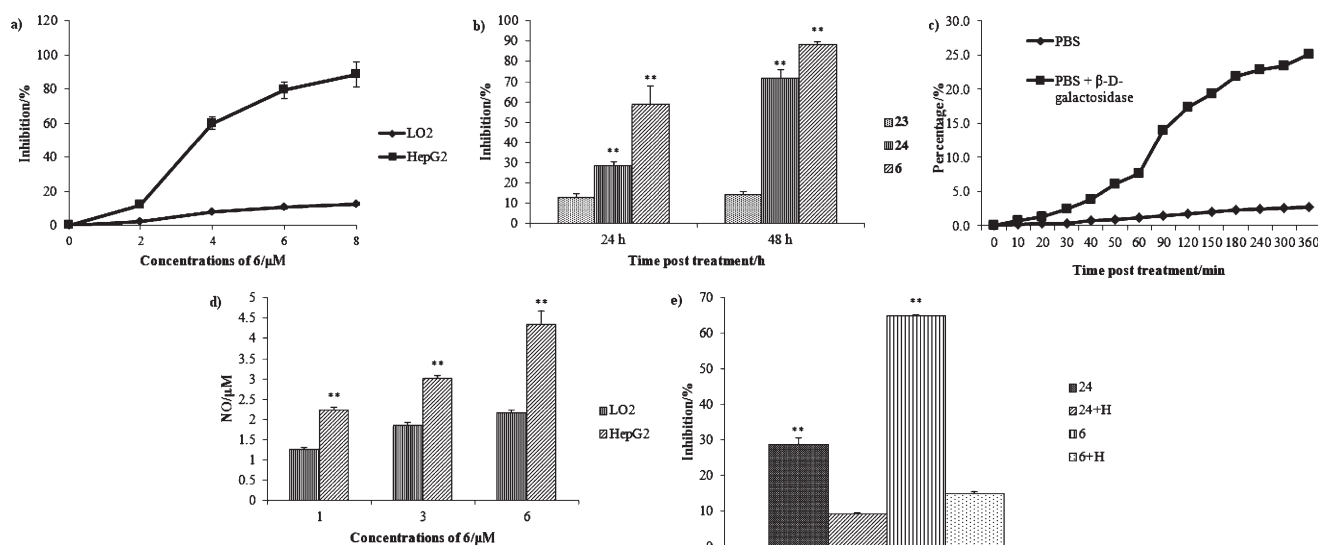 a)
120
100
80
60
40
20
0
Inhibition/%
0 2 4 6 8
Concentrations of 6/μM
LO2
HepG2
b)
100
90
80
70
60
50
40
30
20
10
0
Inhibition/%
**
**
**
**
24 h 48 h
Time post treatment/h
23
24
6
c)
30.0
25.0
20.0
15.0
10.0
5.0
0.0
Percentage/%
PBS
PBS + β-D-
galactosidase
0 10 20 30 40 50 60 90 120 150 180 240 300 360
Time post treatment/min
d)
5
4.5
4
3.5
3
2.5
2
1.5
1
0.5
0
NO/μM
**
**
**
1 3 6
Concentrations of 6/μM
LO2
HepG2
e)
70
60
50
40
30
20
10
0
Inhibition/%
**
**
24
24+H
6
6+H